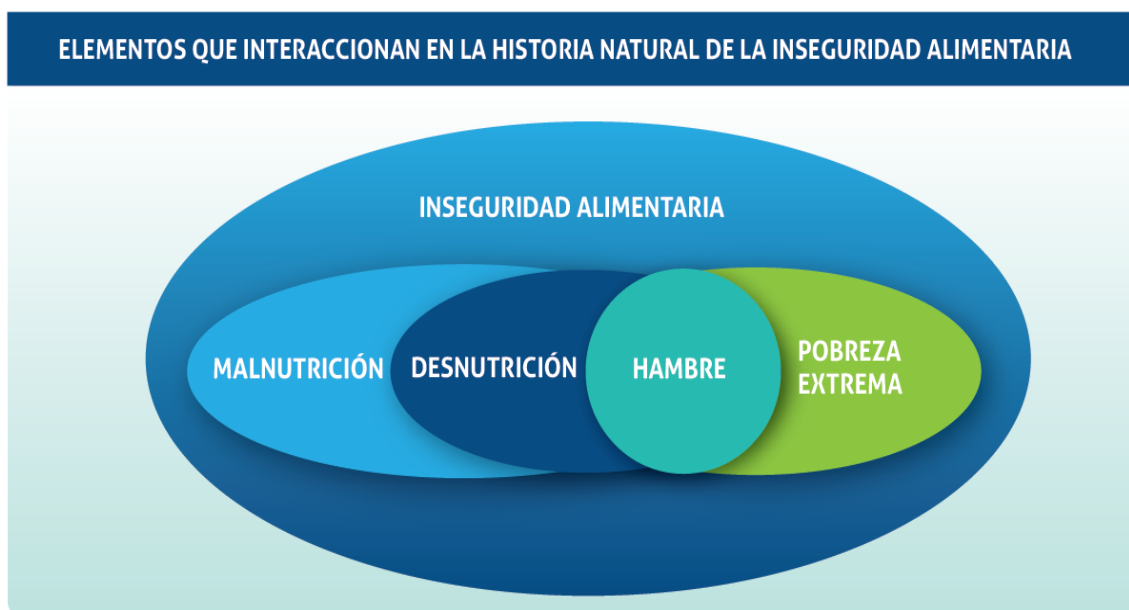 ELEMENTOS QUE INTERACCIONAN EN LA HISTORIA NATURAL DE LA INSEGURIDAD ALIMENTARIA
INSEGURIDAD ALIMENTARIA
MALNUTRICIÓN
DESNUTRICIÓN
HAMBRE
POBREZA
EXTREMA